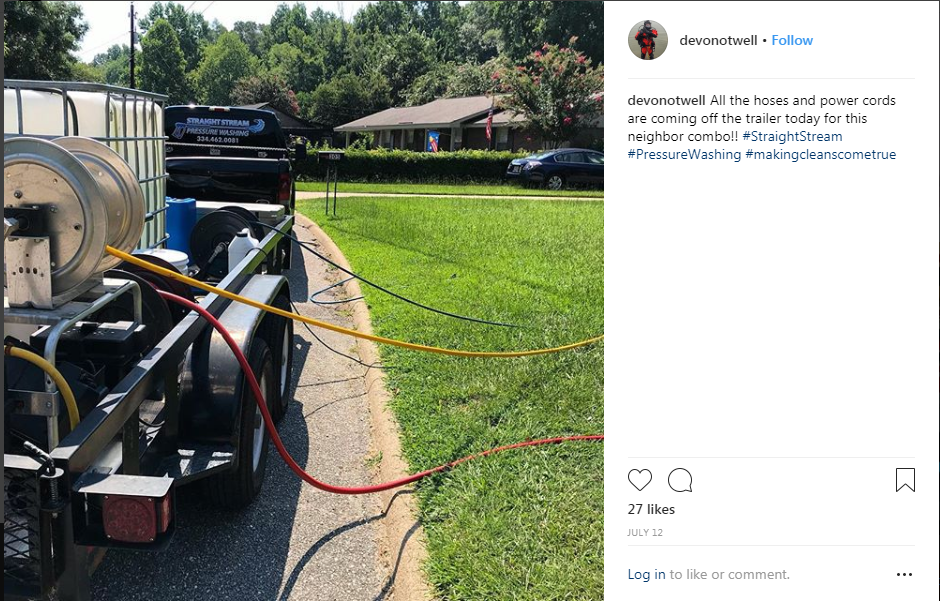 STRAIGHT STREAM
PRESSURE WASHING
334.462.0081
devonotwell • Follow
devonotwell All the hoses and power cords
are coming off the trailer today for this
neighbor combo!! #StraightStream
#PressureWashing #makingcleanscometrue
27 likes
JULY 12
Log in to like or comment.